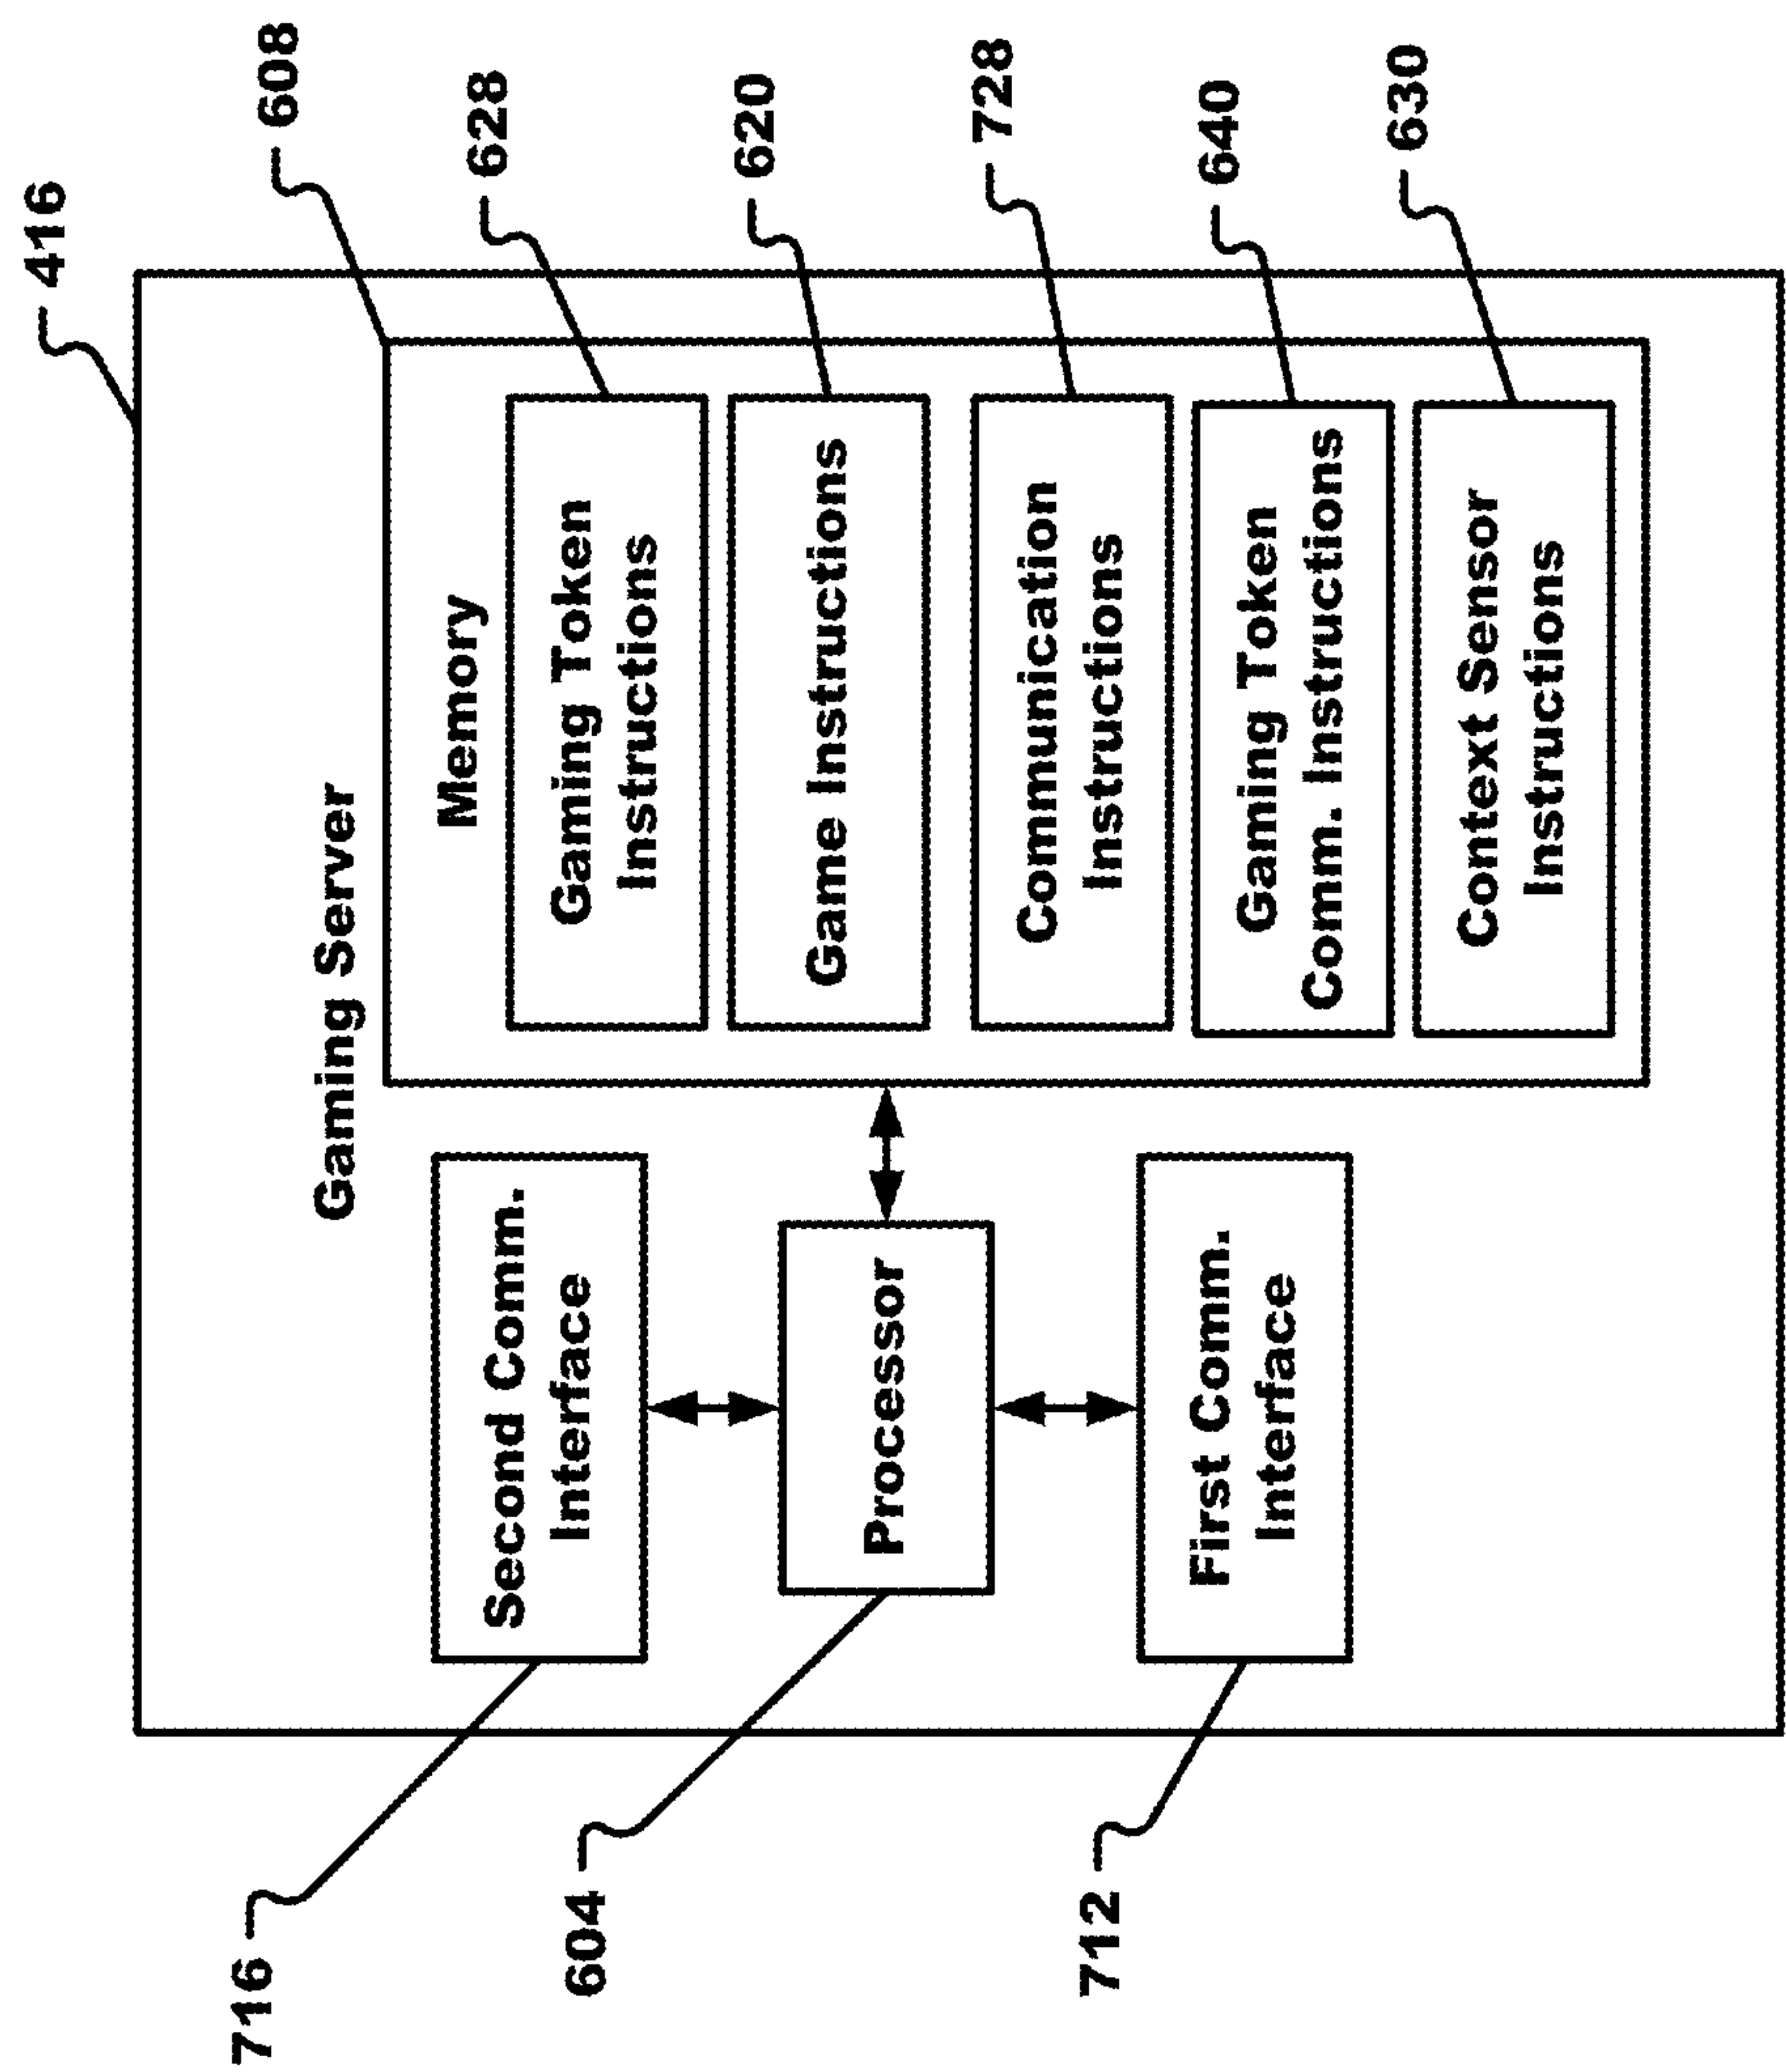 416
608
628
620
728
640
630
Gaming Server
Memory
Gaming Token
Instructions
Game Instructions
Communication
Instructions
Gaming Token
Comm. Instructions
Context Sensor
Instructions
Second Comm.
Interface
Processor
First Comm.
Interface
716
604
712